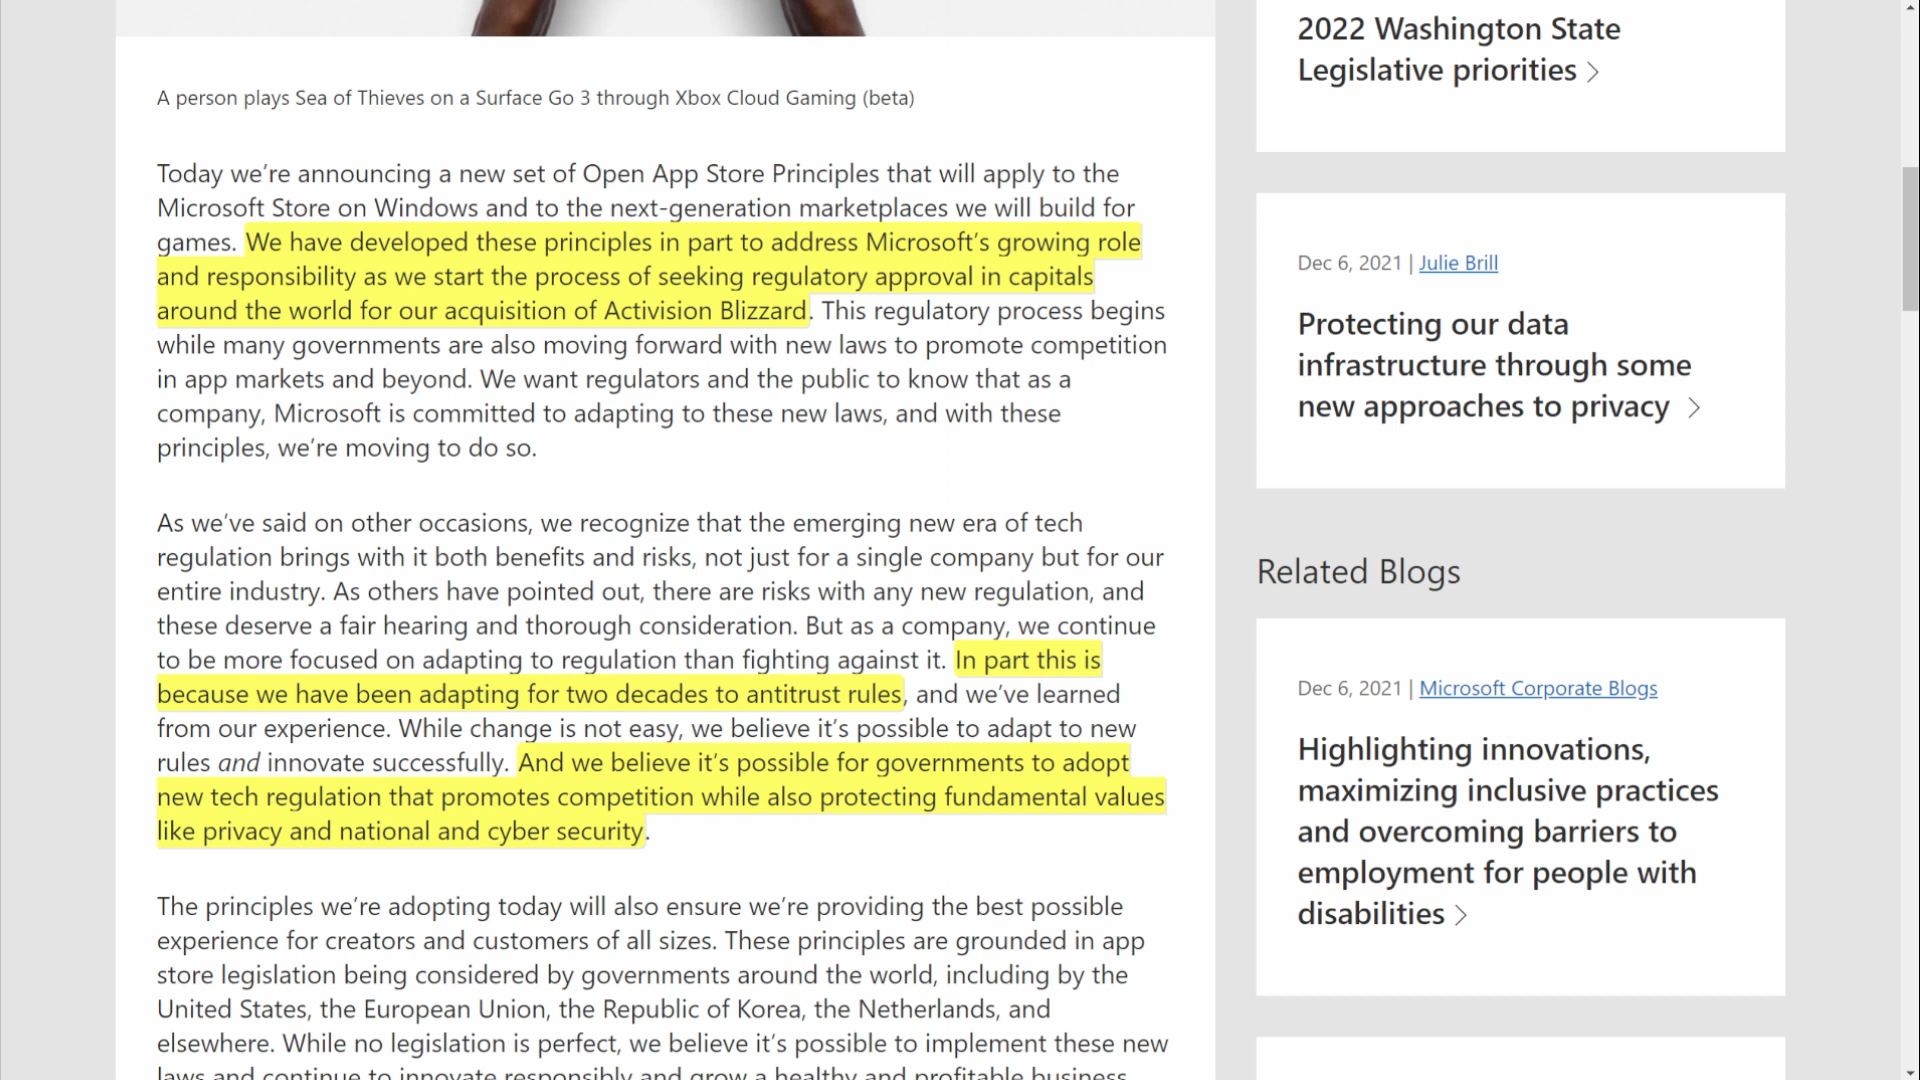 A person plays Sea of Thieves on a Surface Go 3 through Xbox Cloud Gaming (beta)
Today we’re announcing a new set of Open App Store Principles that will apply to the
Microsoft Store on Windows and to the next-generation marketplaces we will build for
games. We have developed these principles in part to address Microsoft’s growing role
and responsibility as we start the process of seeking regulatory approval in capitals
around the world for our acquisition of Activision Blizzard. This regulatory process begins
while many governments are also moving forward with new laws to promote competition
in app markets and beyond. We want regulators and the public to know that as a
company, Microsoft is committed to adapting to these new laws, and with these
principles, we’re moving to do so.
As we’ve said on other occasions, we recognize that the emerging new era of tech
regulation brings with it both benefits and risks, not just for a single company but for our
entire industry. As others have pointed out, there are risks with any new regulation, and
these deserve a fair hearing and thorough consideration. But as a company, we continue
to be more focused on adapting to regulation than fighting against it. In part this is
because we have been adapting for two decades to antitrust rules, and we’ve learned
from our experience. While change is not easy, we believe it’s possible to adapt to new
rules and innovate successfully. And we believe it’s possible for governments to adopt
new tech regulation that promotes competition while also protecting fundamental values
like privacy and national and cyber security.
The principles we’re adopting today will also ensure we’re providing the best possible
experience for creators and customers of all sizes. These principles are grounded in app
store legislation being considered by governments around the world, including by the
United States, the European Union, the Republic of Korea, the Netherlands, and
elsewhere. While no legislation is perfect, we believe it’s possible to implement these new
laws and continue to innovate responsibly and grow a healthy and profitable business.
2022 Washington State
Legislative priorities >
Dec 6, 2021 | Julie Brill
Protecting our data
infrastructure through some
new approaches to privacy >
Related Blogs
Dec 6, 2021 | Microsoft Corporate Blogs
Highlighting innovations,
maximizing inclusive practices
and overcoming barriers to
employment for people with
disabilities >